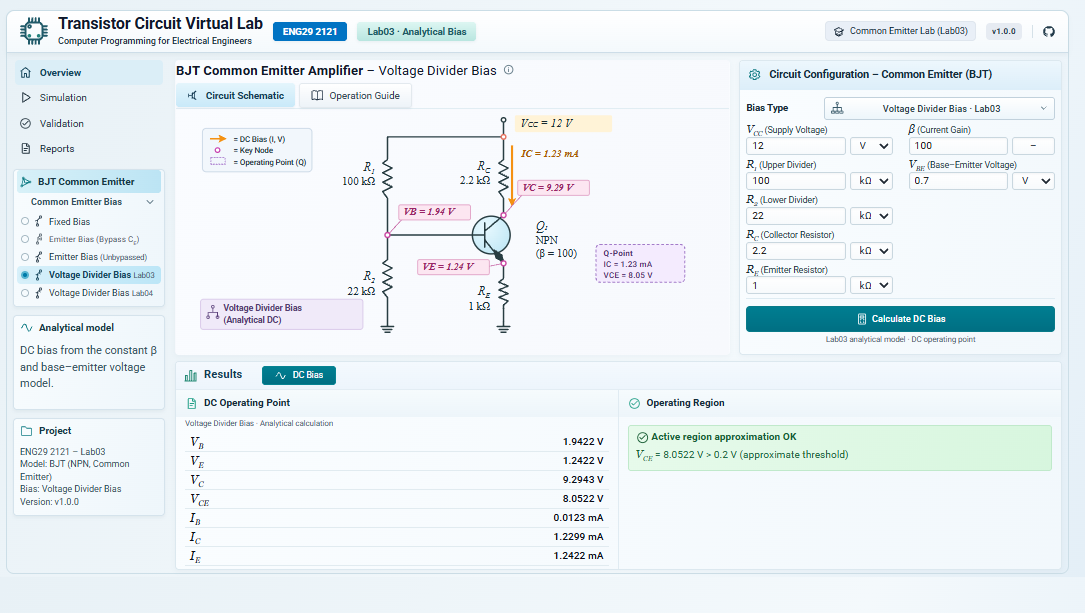 Transistor Circuit Virtual Lab
Computer Programming for Electrical Engineers
ENG29 2121
Lab03 · Analytical Bias
Common Emitter Lab (Lab03)
v1.0.0
Overview
Simulation
Validation
Reports
BJT Common Emitter
Common Emitter Bias
Fixed Bias
Emitter Bias (Bypass CE)
Emitter Bias (Unbypassed)
Voltage Divider Bias Lab03
Voltage Divider Bias Lab04
Analytical model
DC bias from the constant β
and base–emitter voltage
model.
Project
ENG29 2121 – Lab03
Model: BJT (NPN, Common
Emitter)
Bias: Voltage Divider Bias
Version: v1.0.0
BJT Common Emitter Amplifier – Voltage Divider Bias
Circuit Schematic
Operation Guide
= DC Bias (I, V)
= Key Node
= Operating Point (Q)
VCC = 12 V
IC = 1.23 mA
R1
100 kΩ
RC
2.2 kΩ
VC = 9.29 V
VB = 1.94 V
Q1
NPN
(β = 100)
VE = 1.24 V
Q-Point
IC = 1.23 mA
VCE = 8.05 V
R2
22 kΩ
RE
1 kΩ
Voltage Divider Bias
(Analytical DC)
Circuit Configuration – Common Emitter (BJT)
Bias Type
Voltage Divider Bias · Lab03
VCC (Supply Voltage)
12
V
β (Current Gain)
100
–
R1 (Upper Divider)
100
kΩ
VBE (Base–Emitter Voltage)
0.7
V
R2 (Lower Divider)
22
kΩ
RC (Collector Resistor)
2.2
kΩ
RE (Emitter Resistor)
1
kΩ
Calculate DC Bias
Lab03 analytical model · DC operating point
Results
DC Bias
DC Operating Point
Voltage Divider Bias · Analytical calculation
VB 1.9422 V
VE 1.2422 V
VC 9.2943 V
VCE 8.0522 V
IB 0.0123 mA
IC 1.2299 mA
IE 1.2422 mA
Operating Region
Active region approximation OK
VCE = 8.0522 V > 0.2 V (approximate threshold)